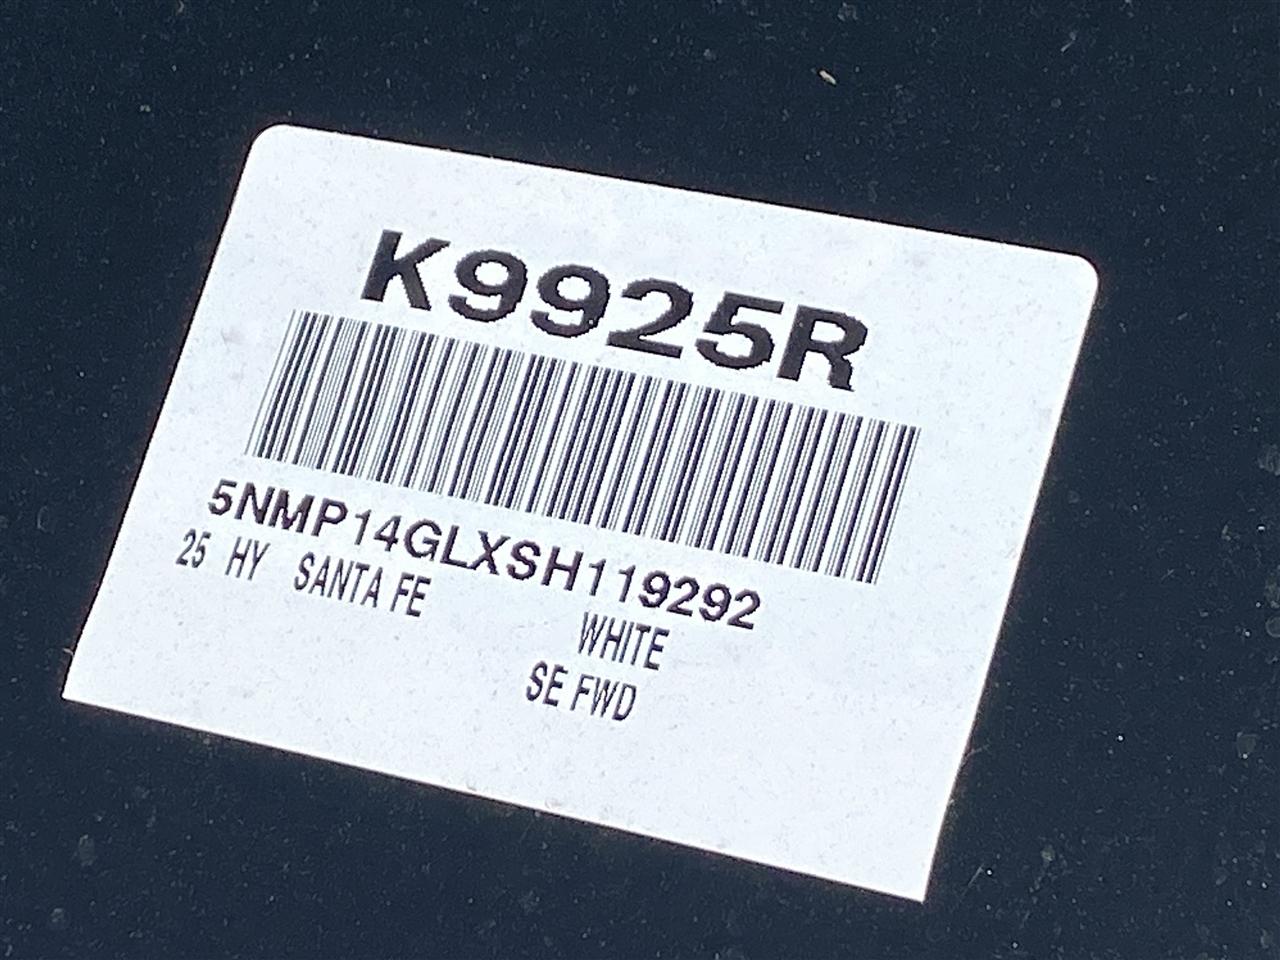 K9925R
5NMP14GLXSH119292
25 HY SANTA FE
WHITE
SE FWD